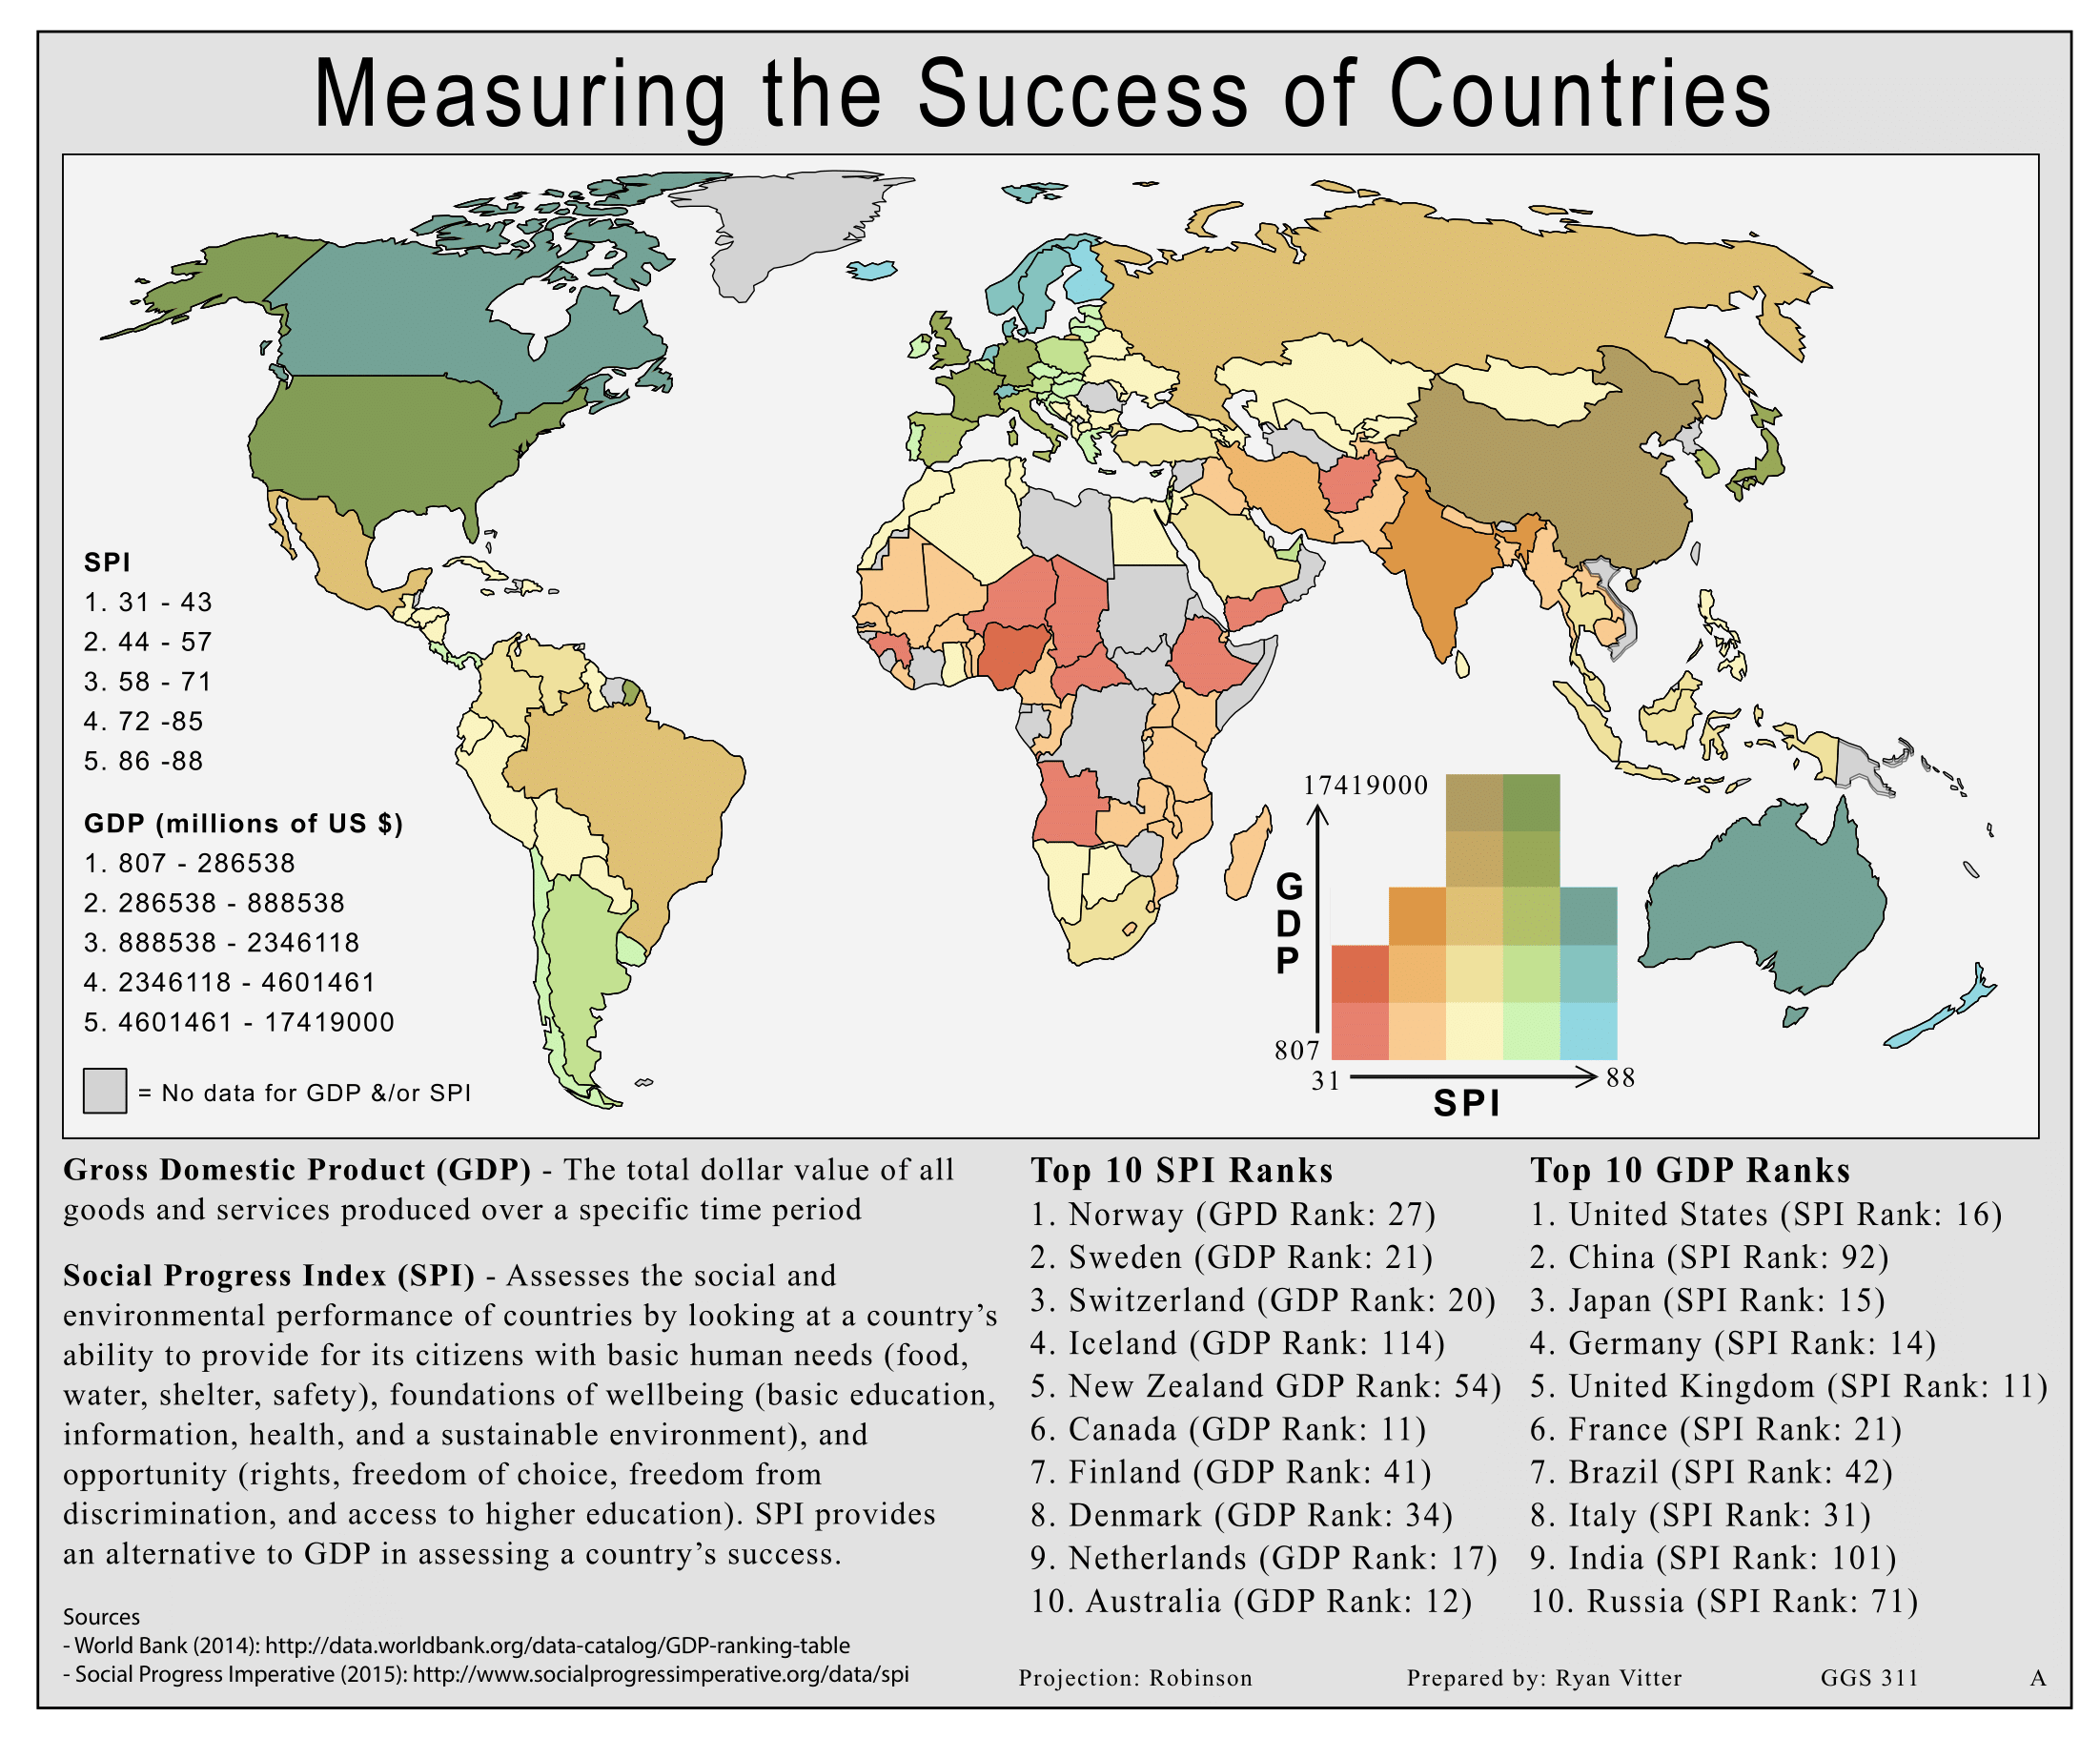 Measuring the Success of Countries
SPI
1. 31 - 43
2. 44 - 57
3. 58 - 71
4. 72 -85
5. 86 -88
GDP (millions of US $)
1. 807 - 286538
2. 286538 - 888538
3. 888538 - 2346118
4. 2346118 - 4601461
5. 4601461 - 17419000
= No data for GDP &/or SPI
17419000
G
D
P
807
31
88
SPI
Gross Domestic Product (GDP) - The total dollar value of all
goods and services produced over a specific time period
Social Progress Index (SPI) - Assesses the social and
environmental performance of countries by looking at a country's
ability to provide for its citizens with basic human needs (food,
water, shelter, safety), foundations of wellbeing (basic education,
information, health, and a sustainable environment), and
opportunity (rights, freedom of choice, freedom from
discrimination, and access to higher education). SPI provides
an alternative to GDP in assessing a country's success.
Sources
- World Bank (2014): http://data.worldbank.org/data-catalog/GDP-ranking-table
- Social Progress Imperative (2015): http://www.socialprogressimperative.org/data/spi
Top 10 SPI Ranks
1. Norway (GPD Rank: 27)
2. Sweden (GDP Rank: 21)
3. Switzerland (GDP Rank: 20)
4. Iceland (GDP Rank: 114)
5. New Zealand GDP Rank: 54)
6. Canada (GDP Rank: 11)
7. Finland (GDP Rank: 41)
8. Denmark (GDP Rank: 34)
9. Netherlands (GDP Rank: 17)
10. Australia (GDP Rank: 12)
Top 10 GDP Ranks
1. United States (SPI Rank: 16)
2. China (SPI Rank: 92)
3. Japan (SPI Rank: 15)
4. Germany (SPI Rank: 14)
5. United Kingdom (SPI Rank: 11)
6. France (SPI Rank: 21)
7. Brazil (SPI Rank: 42)
8. Italy (SPI Rank: 31)
9. India (SPI Rank: 101)
10. Russia (SPI Rank: 71)
Projection: Robinson Prepared by: Ryan Vitter GGS 311 A